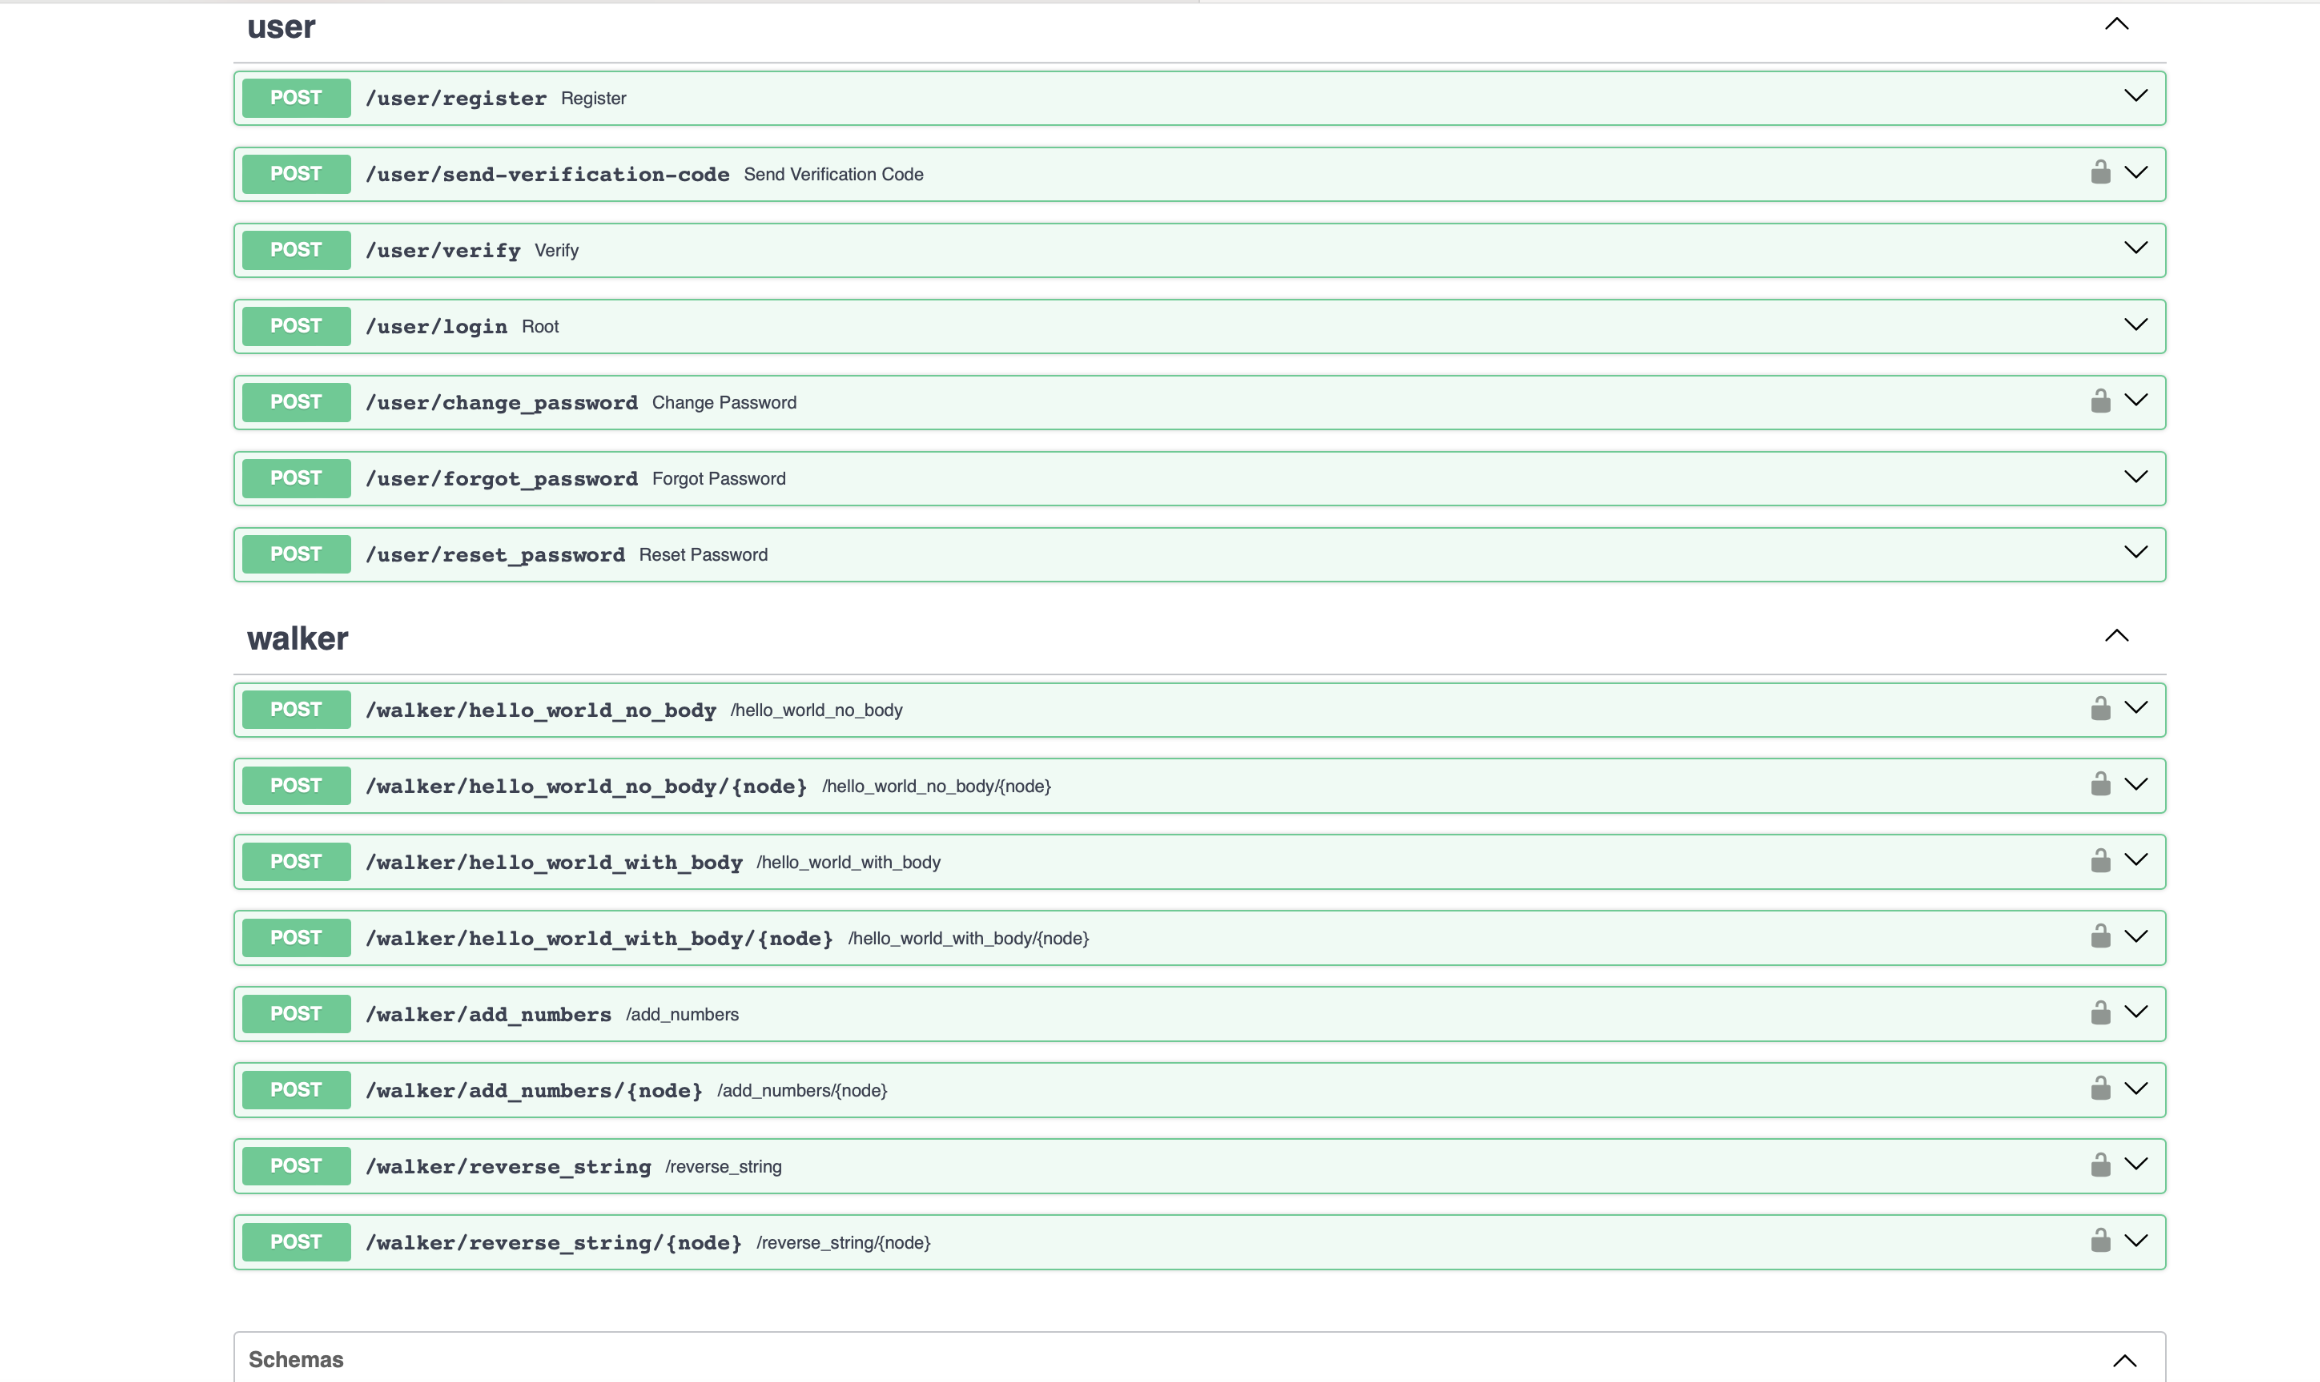 user
POST /user/register Register
POST /user/send-verification-code Send Verification Code
POST /user/verify Verify
POST /user/login Root
POST /user/change_password Change Password
POST /user/forgot_password Forgot Password
POST /user/reset_password Reset Password
walker
POST /walker/hello_world_no_body /hello_world_no_body
POST /walker/hello_world_no_body/{node} /hello_world_no_body/{node}
POST /walker/hello_world_with_body /hello_world_with_body
POST /walker/hello_world_with_body/{node} /hello_world_with_body/{node}
POST /walker/add_numbers /add_numbers
POST /walker/add_numbers/{node} /add_numbers/{node}
POST /walker/reverse_string /reverse_string
POST /walker/reverse_string/{node} /reverse_string/{node}
Schemas